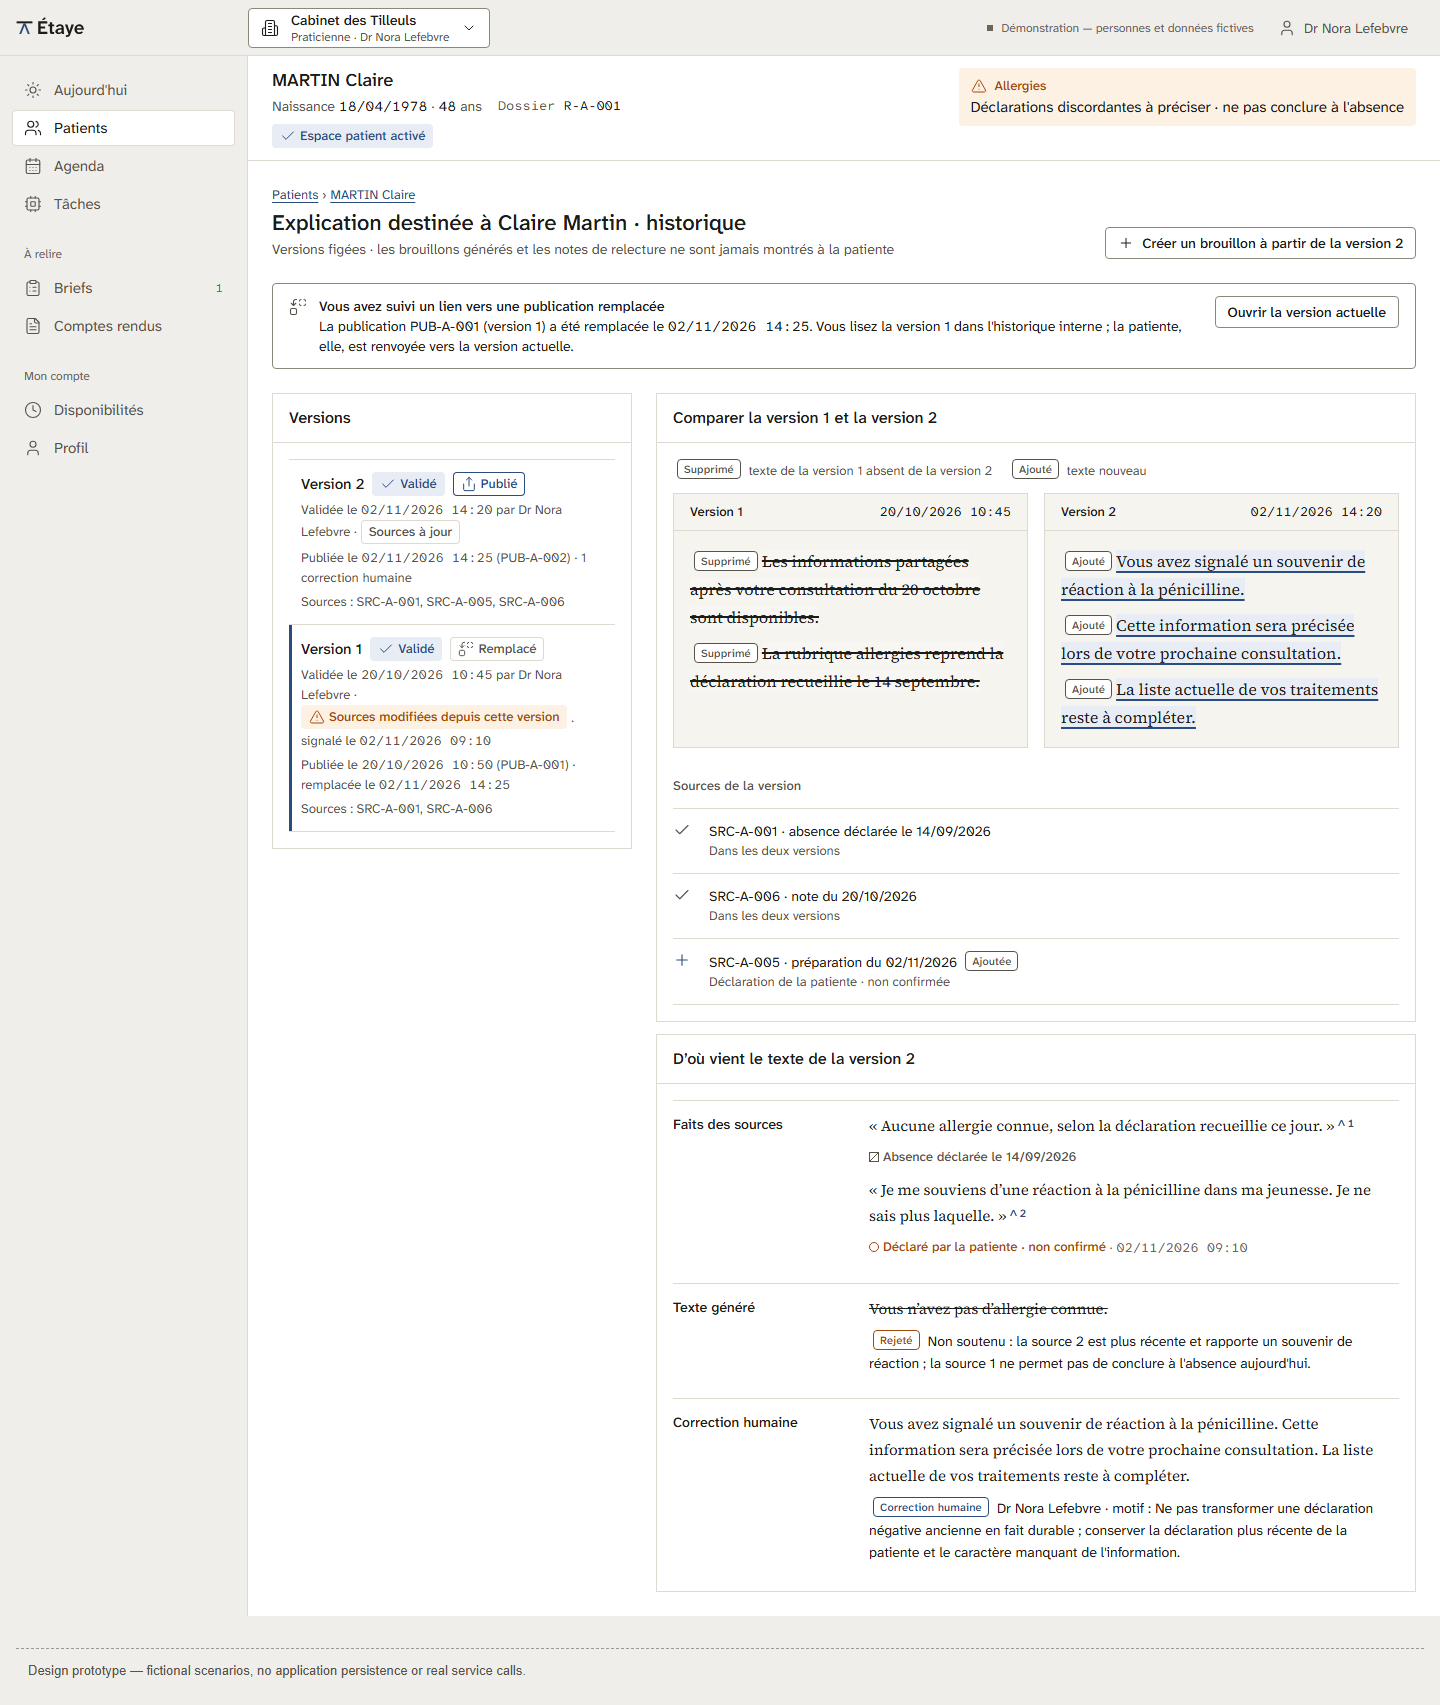 Étaye
Cabinet des Tilleuls
Praticienne · Dr Nora Lefebvre
Démonstration — personnes et données fictives
Dr Nora Lefebvre
Aujourd'hui
Patients
Agenda
Tâches
À relire
Briefs 1
Comptes rendus
Mon compte
Disponibilités
Profil
MARTIN Claire
Naissance 18/04/1978 · 48 ans Dossier R-A-001
Espace patient activé
Allergies
Déclarations discordantes à préciser · ne pas conclure à l'absence
Patients › MARTIN Claire
Explication destinée à Claire Martin · historique
Versions figées · les brouillons générés et les notes de relecture ne sont jamais montrés à la patiente
Créer un brouillon à partir de la version 2
Vous avez suivi un lien vers une publication remplacée
La publication PUB-A-001 (version 1) a été remplacée le 02/11/2026 14:25. Vous lisez la version 1 dans l'historique interne ; la patiente,
elle, est renvoyée vers la version actuelle.
Ouvrir la version actuelle
Versions
Version 2 Validé Publié
Validée le 02/11/2026 14:20 par Dr Nora
Lefebvre · Sources à jour
Publiée le 02/11/2026 14:25 (PUB-A-002) · 1
correction humaine
Sources : SRC-A-001, SRC-A-005, SRC-A-006
Version 1 Validé Remplacé
Validée le 20/10/2026 10:45 par Dr Nora
Lefebvre ·
Sources modifiées depuis cette version .
signalé le 02/11/2026 09:10
Publiée le 20/10/2026 10:50 (PUB-A-001) ·
remplacée le 02/11/2026 14:25
Sources : SRC-A-001, SRC-A-006
Comparer la version 1 et la version 2
Supprimé texte de la version 1 absent de la version 2 Ajouté texte nouveau
Version 1 20/10/2026 10:45
Supprimé Les informations partagées
après votre consultation du 20 octobre
sont disponibles.
Supprimé La rubrique allergies reprend la
déclaration recueillie le 14 septembre.
Version 2 02/11/2026 14:20
Ajouté Vous avez signalé un souvenir de
réaction à la pénicilline.
Ajouté Cette information sera précisée
lors de votre prochaine consultation.
Ajouté La liste actuelle de vos traitements
reste à compléter.
Sources de la version
SRC-A-001 · absence déclarée le 14/09/2026
Dans les deux versions
SRC-A-006 · note du 20/10/2026
Dans les deux versions
SRC-A-005 · préparation du 02/11/2026 Ajoutée
Déclaration de la patiente · non confirmée
D'où vient le texte de la version 2
Faits des sources
« Aucune allergie connue, selon la déclaration recueillie ce jour. » ^ 1
Absence déclarée le 14/09/2026
« Je me souviens d'une réaction à la pénicilline dans ma jeunesse. Je ne
sais plus laquelle. » ^ 2
Déclaré par la patiente · non confirmé · 02/11/2026 09:10
Texte généré
Vous n'avez pas d'allergie connue.
Rejeté Non soutenu : la source 2 est plus récente et rapporte un souvenir de
réaction ; la source 1 ne permet pas de conclure à l'absence aujourd'hui.
Correction humaine
Vous avez signalé un souvenir de réaction à la pénicilline. Cette
information sera précisée lors de votre prochaine consultation. La liste
actuelle de vos traitements reste à compléter.
Correction humaine Dr Nora Lefebvre · motif : Ne pas transformer une déclaration
négative ancienne en fait durable ; conserver la déclaration plus récente de la
patiente et le caractère manquant de l'information.
Design prototype — fictional scenarios, no application persistence or real service calls.